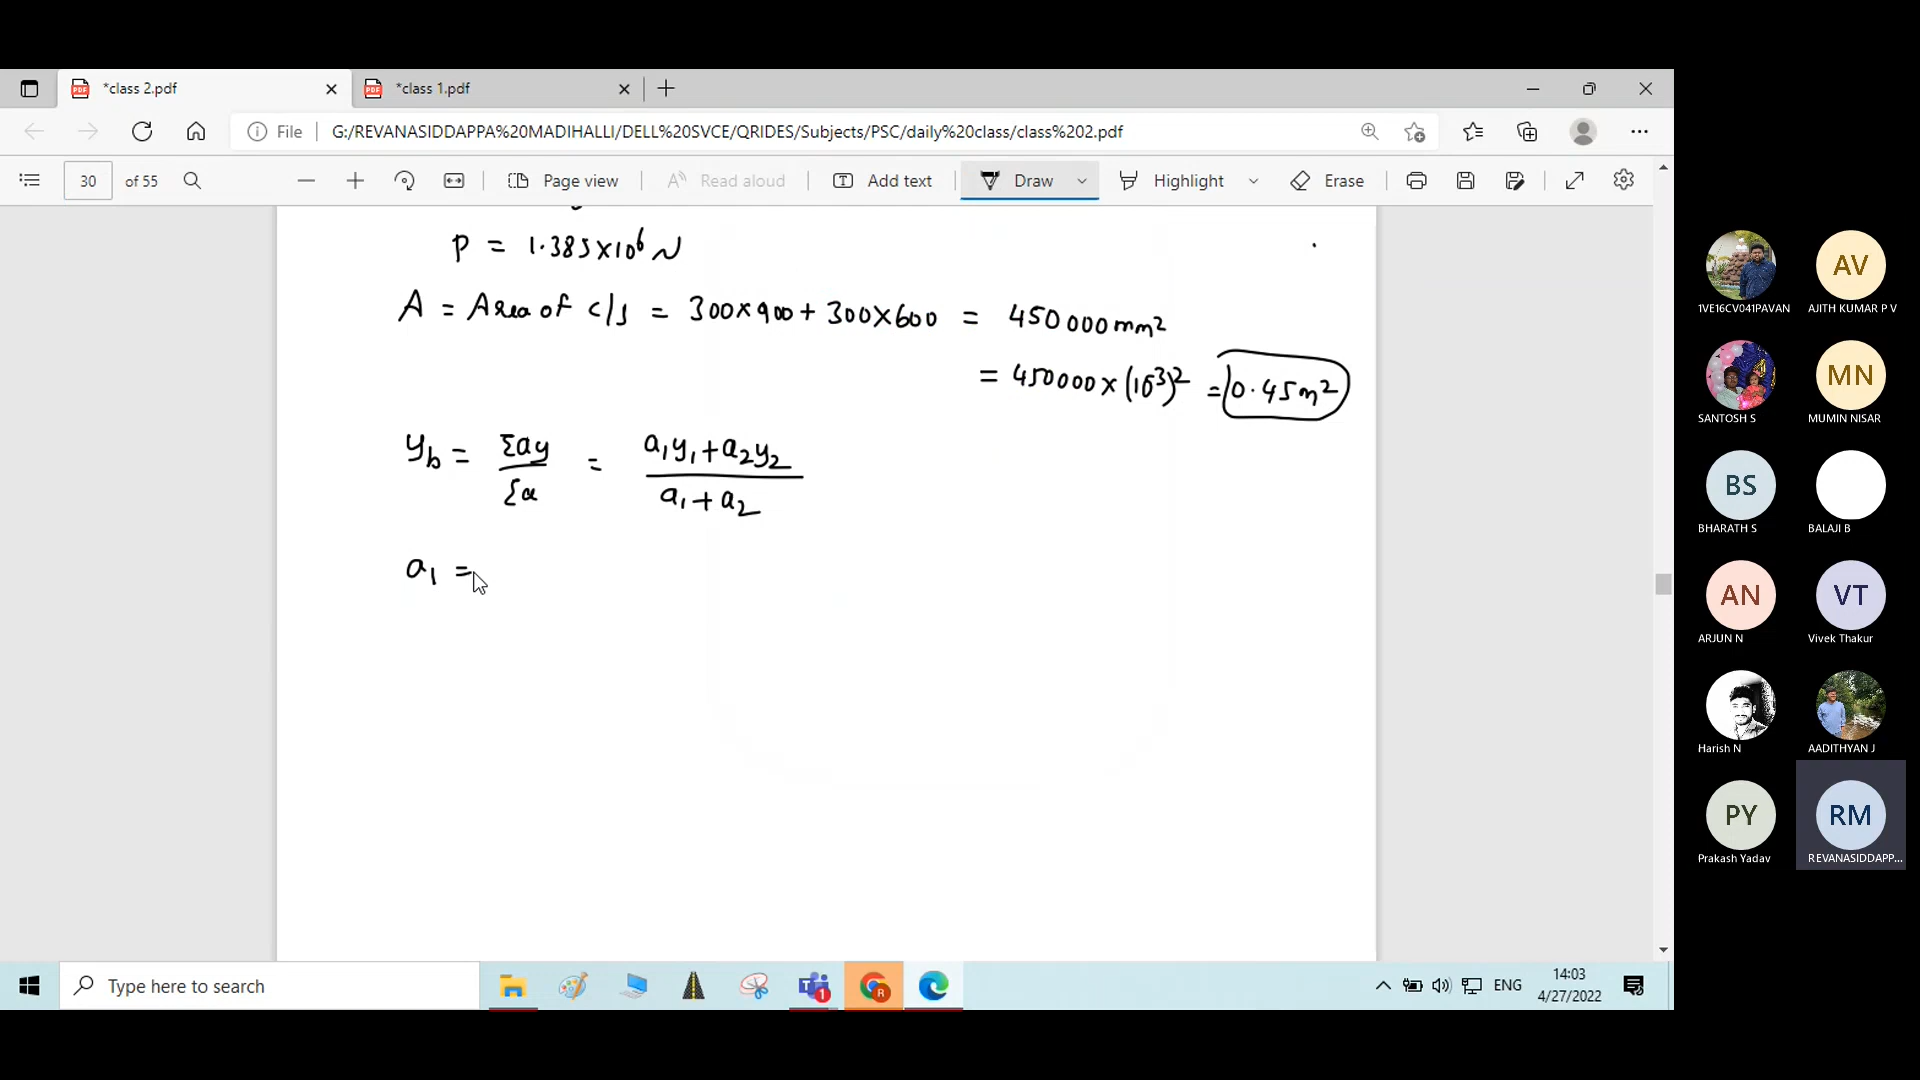 *class 2.pdf
*class 1.pdf
File | G:/REVANASIDDAPPA%20MADIHALLI/DELL%20SVCE/QRIDES/Subjects/PSC/daily%20class/class%202.pdf
30 of 55
Page view
Read aloud
Add text
Draw
Highlight
Erase
P = 1.385×10⁶ N
A = Area of c/s = 300×900 + 300×600 = 450000 mm²
= 450000 × (10⁻³)² = 0.45m²
y_b = Σay / Σa = (a₁y₁ + a₂y₂) / (a₁ + a₂)
a₁ =
1VE16CV041PAVAN
AV
AJITH KUMAR P V
SANTOSH S
MN
MUMIN NISAR
BS
BHARATH S
BALAJI B
AN
ARJUN N
VT
Vivek Thakur
Harish N
AADITHYAN J
PY
Prakash Yadav
RM
REVANASIDDAPP...
Type here to search
1
R
ENG
14:03
4/27/2022